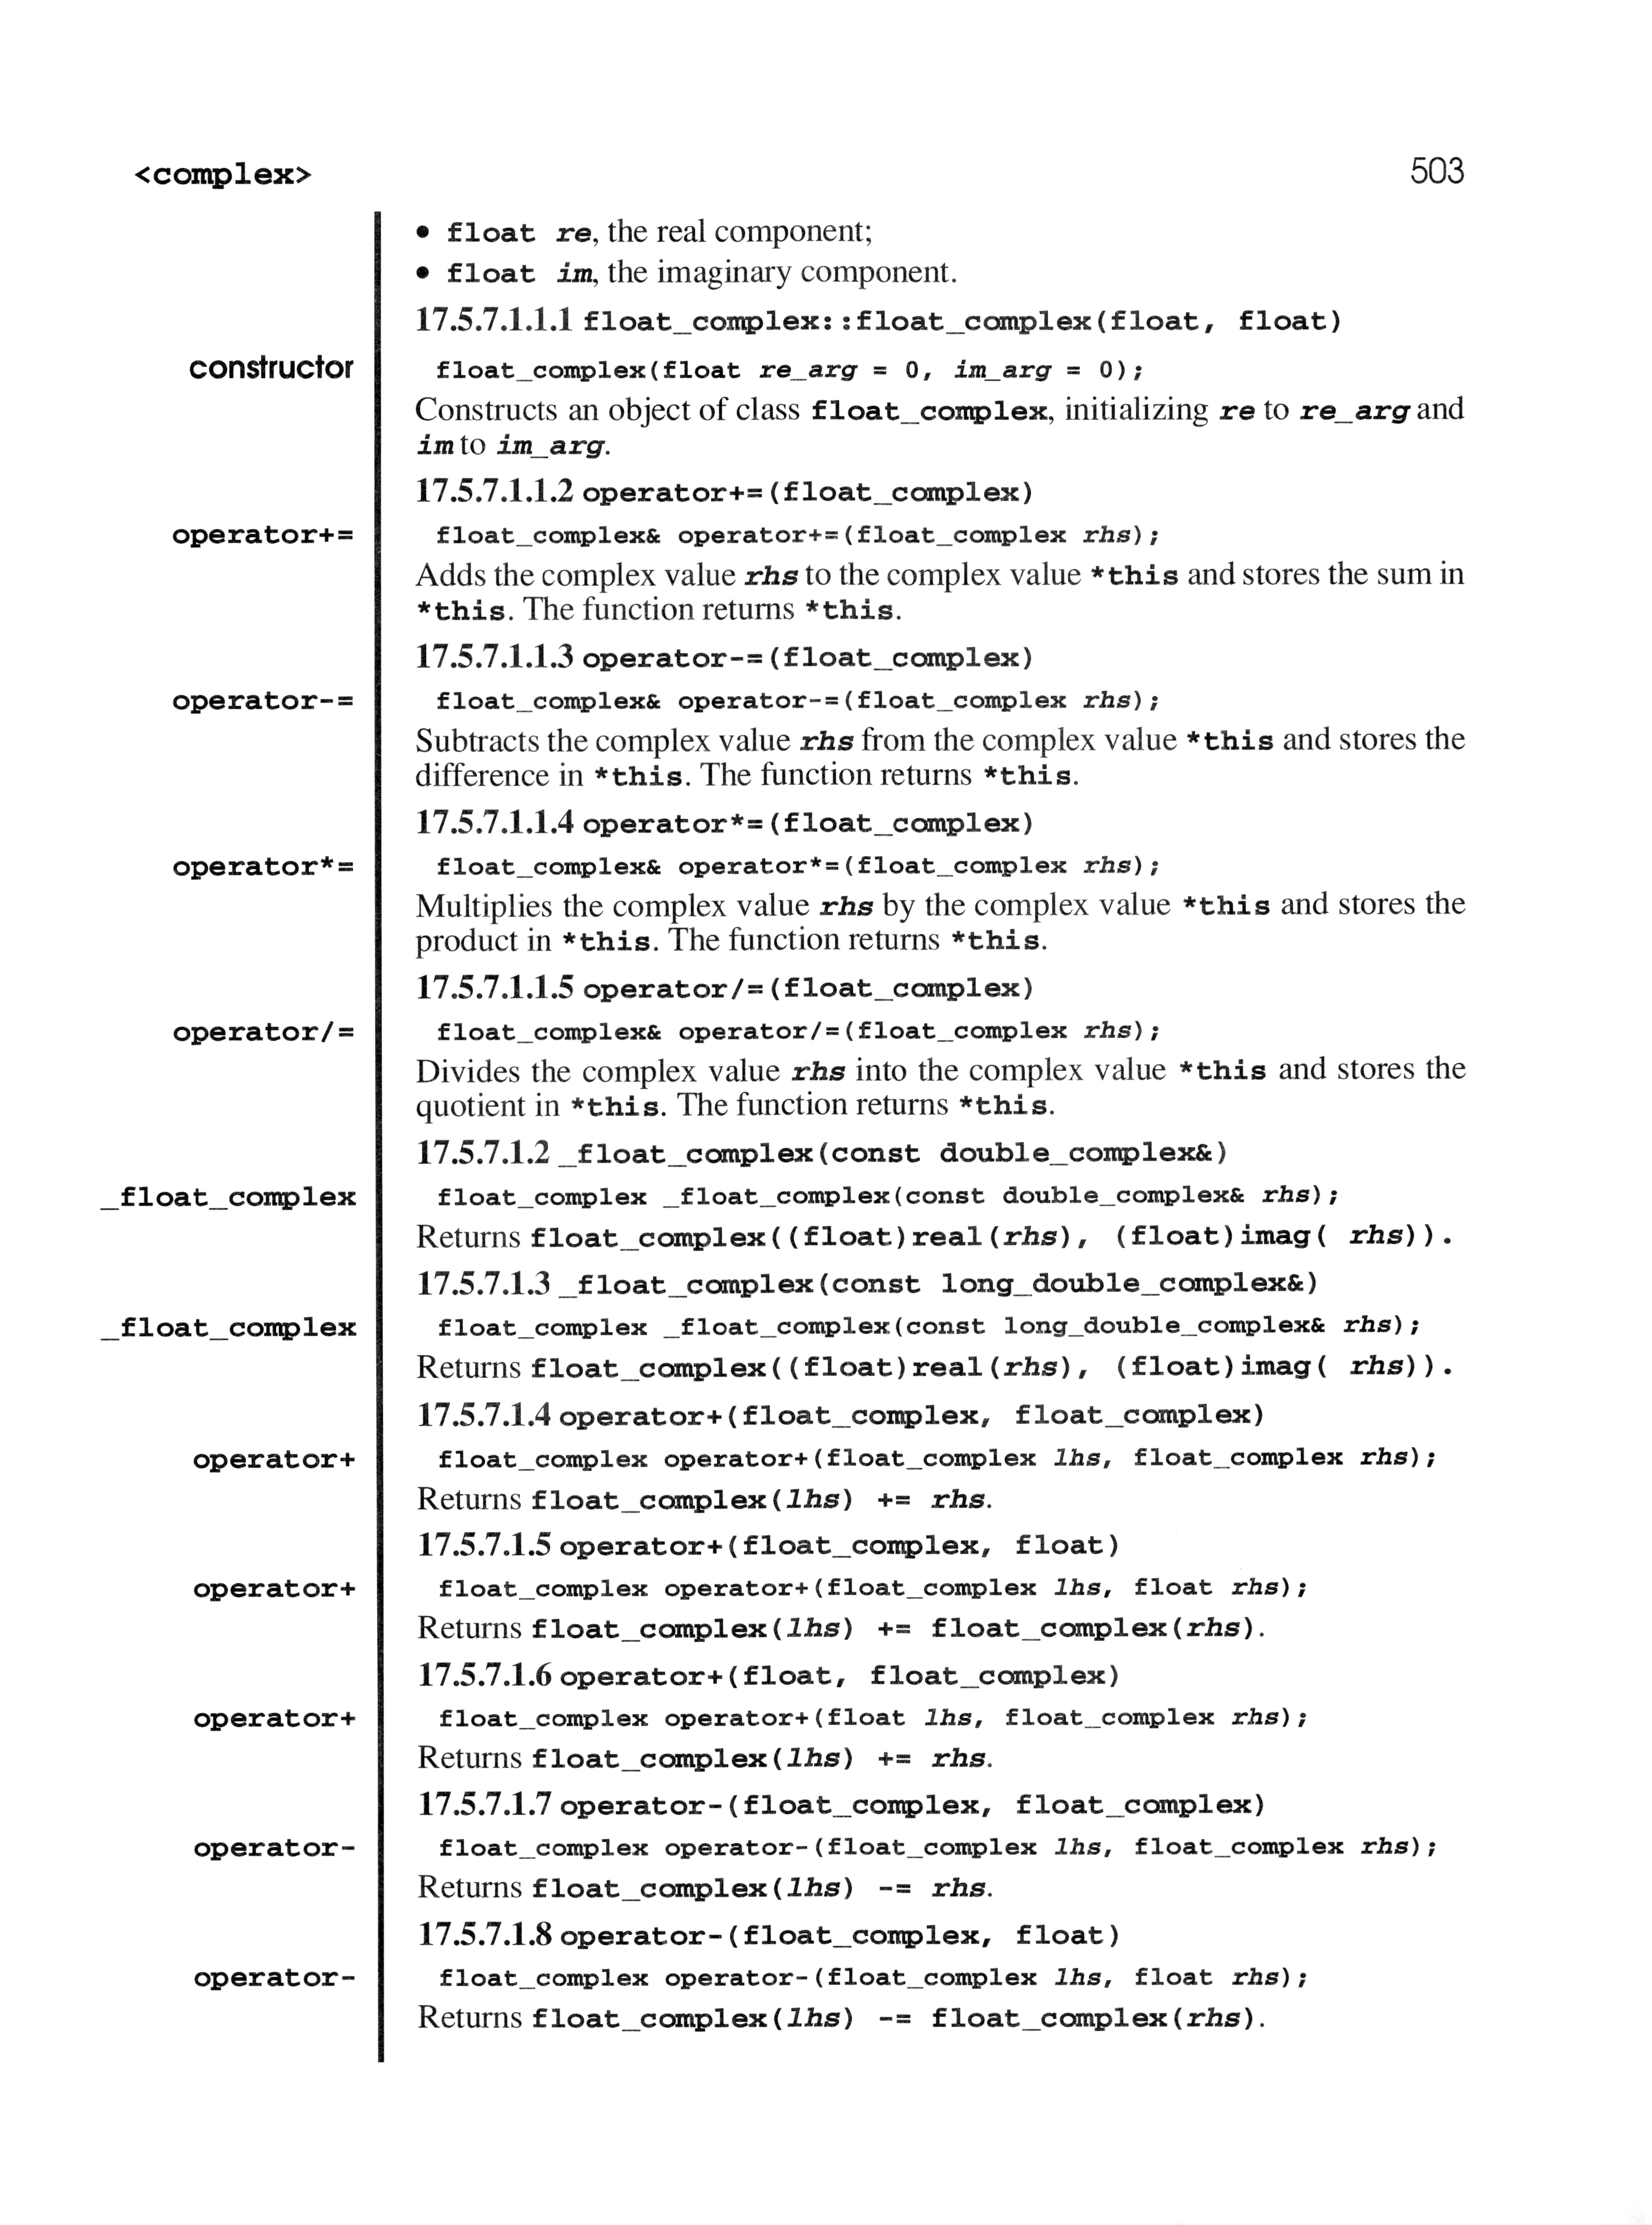 <complex>
503
• float re, the real component;
• float im, the imaginary component.
17.5.7.1.1.1 float_complex::float_complex(float, float)
constructor
float_complex(float re_arg = 0, im_arg = 0);
Constructs an object of class float_complex, initializing re to re_arg and
im to im_arg.
17.5.7.1.1.2 operator+=(float_complex)
operator+=
float_complex& operator+=(float_complex rhs);
Adds the complex value rhs to the complex value *this and stores the sum in
*this. The function returns *this.
17.5.7.1.1.3 operator-=(float_complex)
operator-=
float_complex& operator-=(float_complex rhs);
Subtracts the complex value rhs from the complex value *this and stores the
difference in *this. The function returns *this.
17.5.7.1.1.4 operator*=(float_complex)
operator*=
float_complex& operator*=(float_complex rhs);
Multiplies the complex value rhs by the complex value *this and stores the
product in *this. The function returns *this.
17.5.7.1.1.5 operator/=(float_complex)
operator/=
float_complex& operator/=(float_complex rhs);
Divides the complex value rhs into the complex value *this and stores the
quotient in *this. The function returns *this.
17.5.7.1.2 _float_complex(const double_complex&)
_float_complex
float_complex _float_complex(const double_complex& rhs);
Returns float_complex((float)real(rhs), (float)imag( rhs)).
17.5.7.1.3 _float_complex(const long_double_complex&)
_float_complex
float_complex _float_complex(const long_double_complex& rhs);
Returns float_complex((float)real(rhs), (float)imag( rhs)).
17.5.7.1.4 operator+(float_complex, float_complex)
operator+
float_complex operator+(float_complex lhs, float_complex rhs);
Returns float_complex(lhs) += rhs.
17.5.7.1.5 operator+(float_complex, float)
operator+
float_complex operator+(float_complex lhs, float rhs);
Returns float_complex(lhs) += float_complex(rhs).
17.5.7.1.6 operator+(float, float_complex)
operator+
float_complex operator+(float lhs, float_complex rhs);
Returns float_complex(lhs) += rhs.
17.5.7.1.7 operator-(float_complex, float_complex)
operator-
float_complex operator-(float_complex lhs, float_complex rhs);
Returns float_complex(lhs) -= rhs.
17.5.7.1.8 operator-(float_complex, float)
operator-
float_complex operator-(float_complex lhs, float rhs);
Returns float_complex(lhs) -= float_complex(rhs).